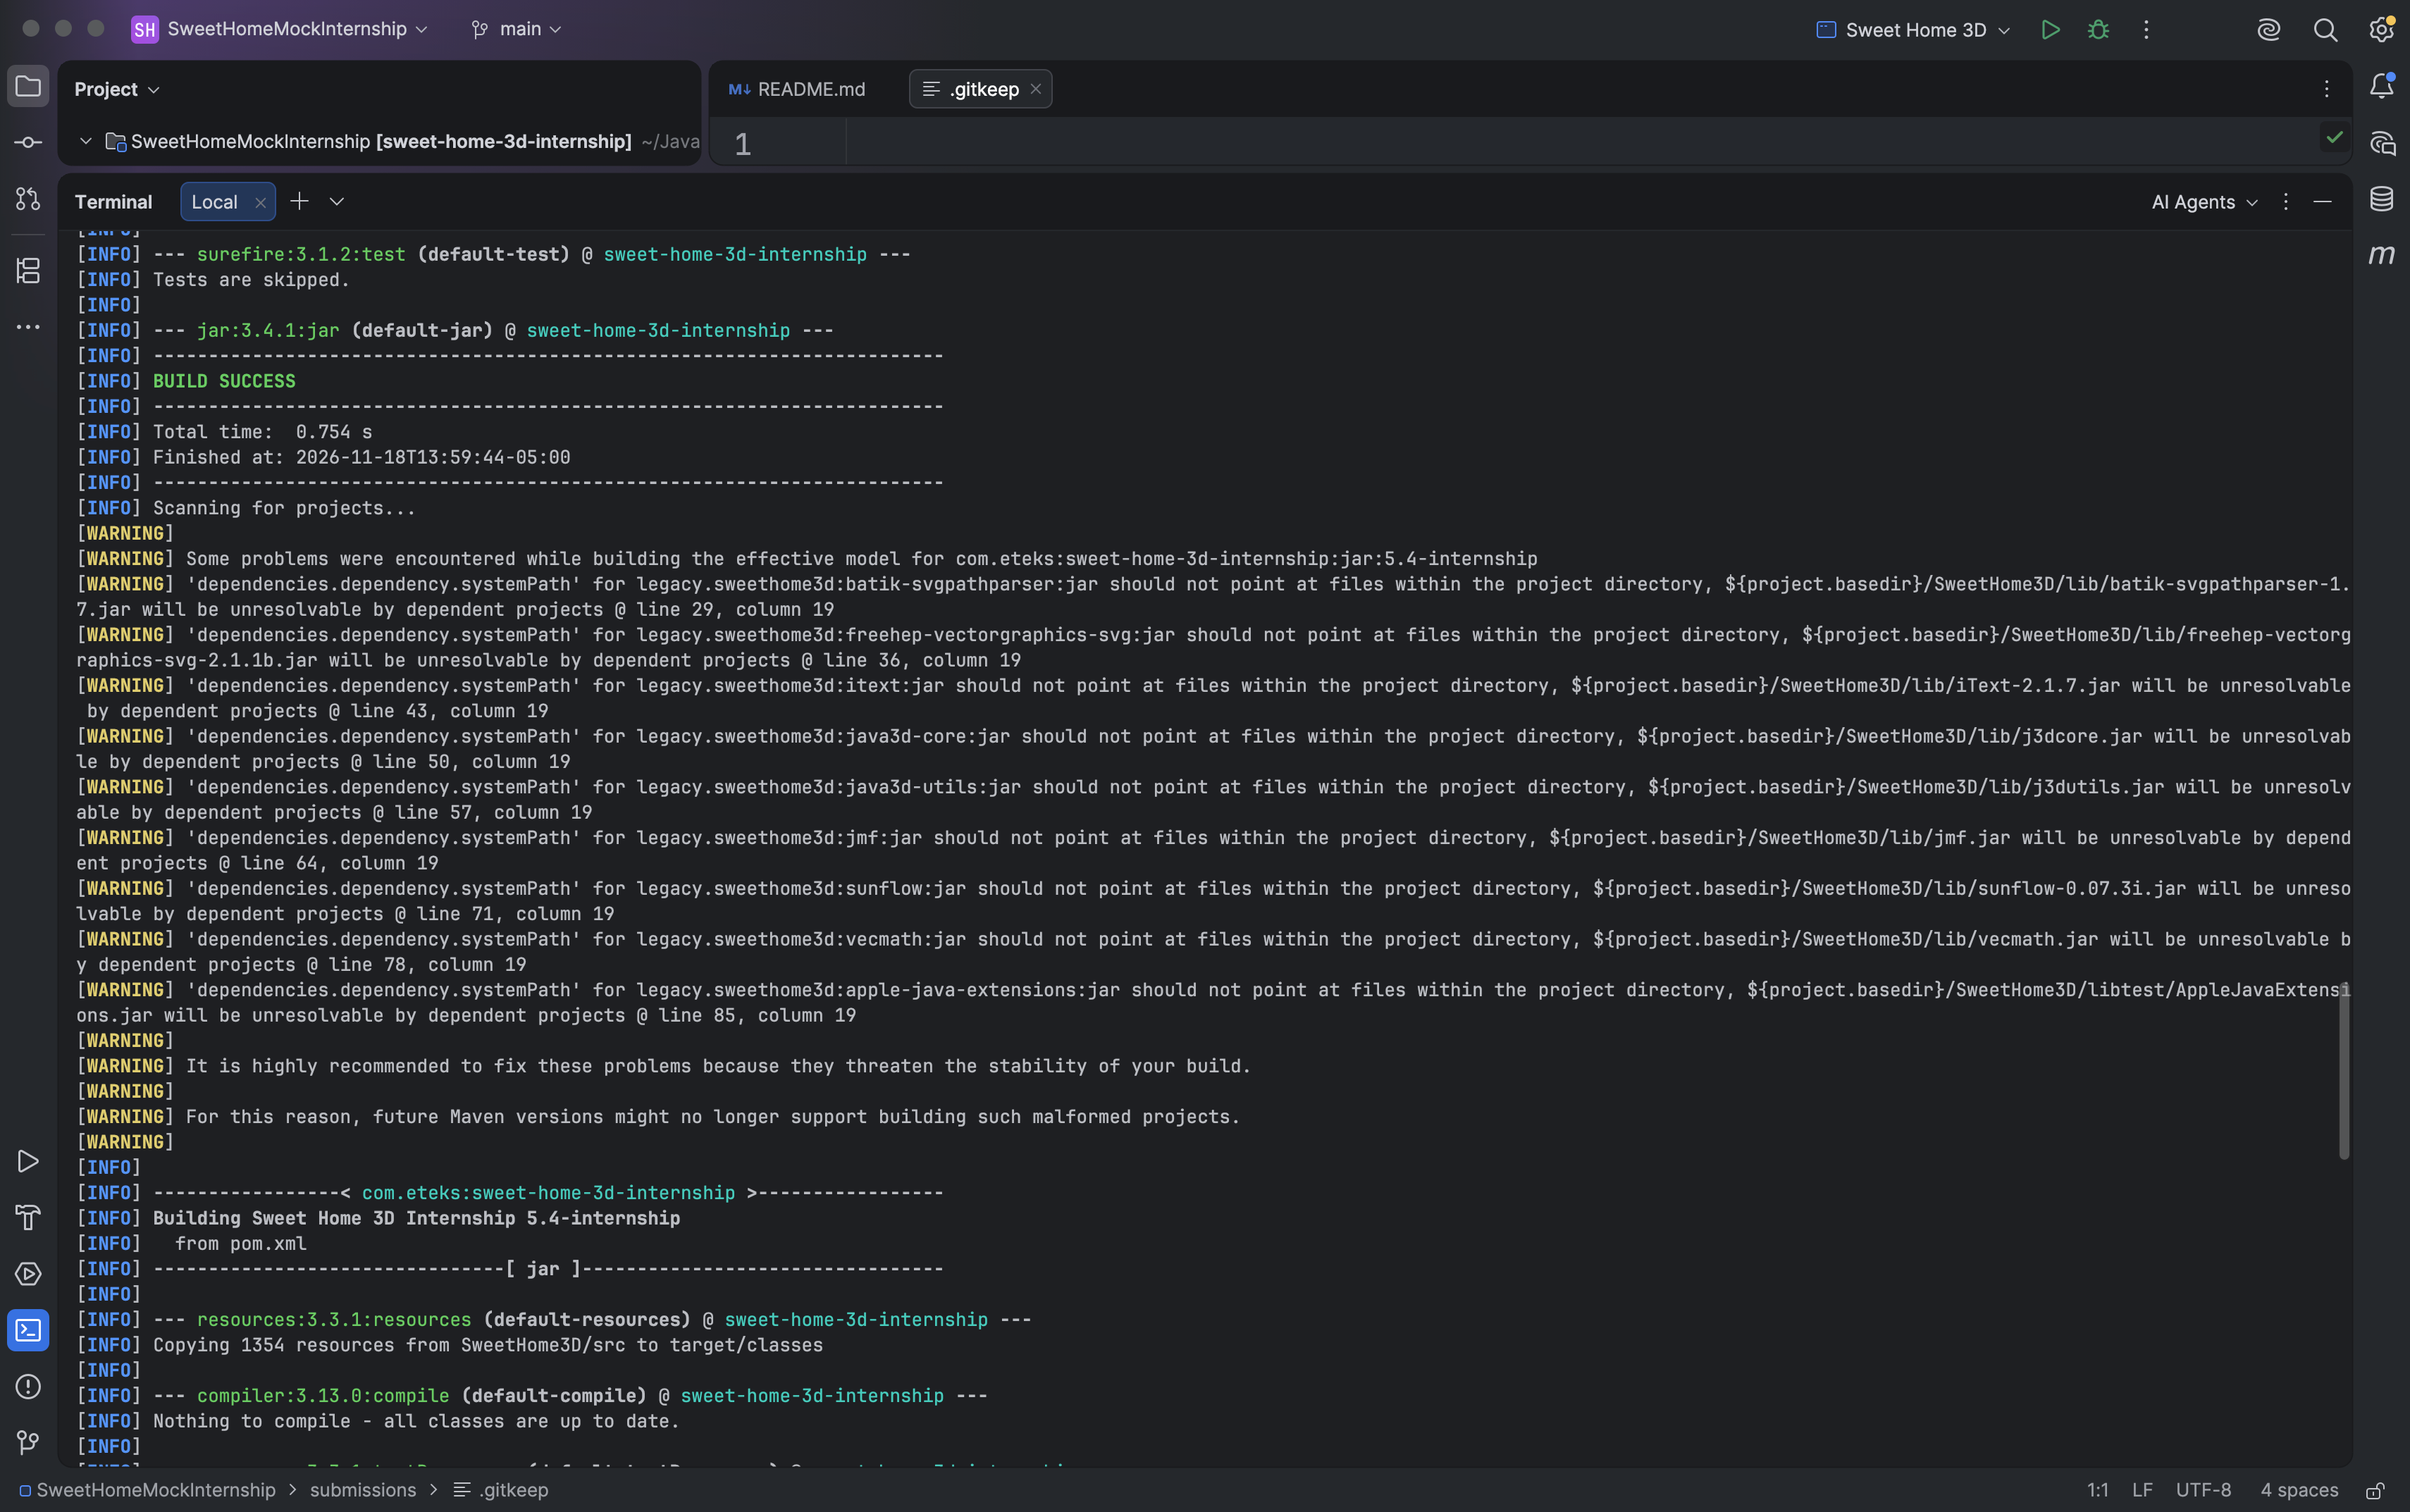 SH SweetHomeMockInternship main Sweet Home 3D
Project
SweetHomeMockInternship [sweet-home-3d-internship] ~/Java
M↓ README.md .gitkeep
1
Terminal Local AI Agents
[INFO]
[INFO] --- surefire:3.1.2:test (default-test) @ sweet-home-3d-internship ---
[INFO] Tests are skipped.
[INFO]
[INFO] --- jar:3.4.1:jar (default-jar) @ sweet-home-3d-internship ---
[INFO] ------------------------------------------------------------------------
[INFO] BUILD SUCCESS
[INFO] ------------------------------------------------------------------------
[INFO] Total time:  0.754 s
[INFO] Finished at: 2026-11-18T13:59:44-05:00
[INFO] ------------------------------------------------------------------------
[INFO] Scanning for projects...
[WARNING]
[WARNING] Some problems were encountered while building the effective model for com.eteks:sweet-home-3d-internship:jar:5.4-internship
[WARNING] 'dependencies.dependency.systemPath' for legacy.sweethome3d:batik-svgpathparser:jar should not point at files within the project directory, ${project.basedir}/SweetHome3D/lib/batik-svgpathparser-1.
7.jar will be unresolvable by dependent projects @ line 29, column 19
[WARNING] 'dependencies.dependency.systemPath' for legacy.sweethome3d:freehep-vectorgraphics-svg:jar should not point at files within the project directory, ${project.basedir}/SweetHome3D/lib/freehep-vectorg
raphics-svg-2.1.1b.jar will be unresolvable by dependent projects @ line 36, column 19
[WARNING] 'dependencies.dependency.systemPath' for legacy.sweethome3d:itext:jar should not point at files within the project directory, ${project.basedir}/SweetHome3D/lib/iText-2.1.7.jar will be unresolvable
 by dependent projects @ line 43, column 19
[WARNING] 'dependencies.dependency.systemPath' for legacy.sweethome3d:java3d-core:jar should not point at files within the project directory, ${project.basedir}/SweetHome3D/lib/j3dcore.jar will be unresolvab
le by dependent projects @ line 50, column 19
[WARNING] 'dependencies.dependency.systemPath' for legacy.sweethome3d:java3d-utils:jar should not point at files within the project directory, ${project.basedir}/SweetHome3D/lib/j3dutils.jar will be unresolv
able by dependent projects @ line 57, column 19
[WARNING] 'dependencies.dependency.systemPath' for legacy.sweethome3d:jmf:jar should not point at files within the project directory, ${project.basedir}/SweetHome3D/lib/jmf.jar will be unresolvable by depend
ent projects @ line 64, column 19
[WARNING] 'dependencies.dependency.systemPath' for legacy.sweethome3d:sunflow:jar should not point at files within the project directory, ${project.basedir}/SweetHome3D/lib/sunflow-0.07.3i.jar will be unreso
lvable by dependent projects @ line 71, column 19
[WARNING] 'dependencies.dependency.systemPath' for legacy.sweethome3d:vecmath:jar should not point at files within the project directory, ${project.basedir}/SweetHome3D/lib/vecmath.jar will be unresolvable b
y dependent projects @ line 78, column 19
[WARNING] 'dependencies.dependency.systemPath' for legacy.sweethome3d:apple-java-extensions:jar should not point at files within the project directory, ${project.basedir}/SweetHome3D/libtest/AppleJavaExtensi
ons.jar will be unresolvable by dependent projects @ line 85, column 19
[WARNING]
[WARNING] It is highly recommended to fix these problems because they threaten the stability of your build.
[WARNING]
[WARNING] For this reason, future Maven versions might no longer support building such malformed projects.
[WARNING]
[INFO]
[INFO] -----------------< com.eteks:sweet-home-3d-internship >-----------------
[INFO] Building Sweet Home 3D Internship 5.4-internship
[INFO]   from pom.xml
[INFO] --------------------------------[ jar ]---------------------------------
[INFO]
[INFO] --- resources:3.3.1:resources (default-resources) @ sweet-home-3d-internship ---
[INFO] Copying 1354 resources from SweetHome3D/src to target/classes
[INFO]
[INFO] --- compiler:3.13.0:compile (default-compile) @ sweet-home-3d-internship ---
[INFO] Nothing to compile - all classes are up to date.
[INFO]
SweetHomeMockInternship > submissions > .gitkeep 1:1 LF UTF-8 4 spaces